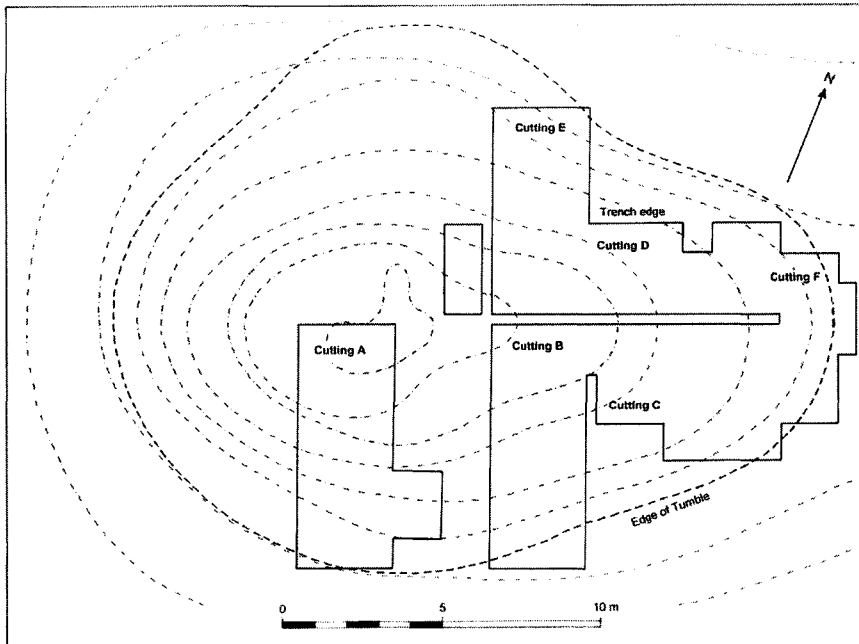 N
Cutting E
Trench edge
Cutting D
Cutting F
Cutting A
Cutting B
Cutting C
Edge of Tumble
0 5 10 m